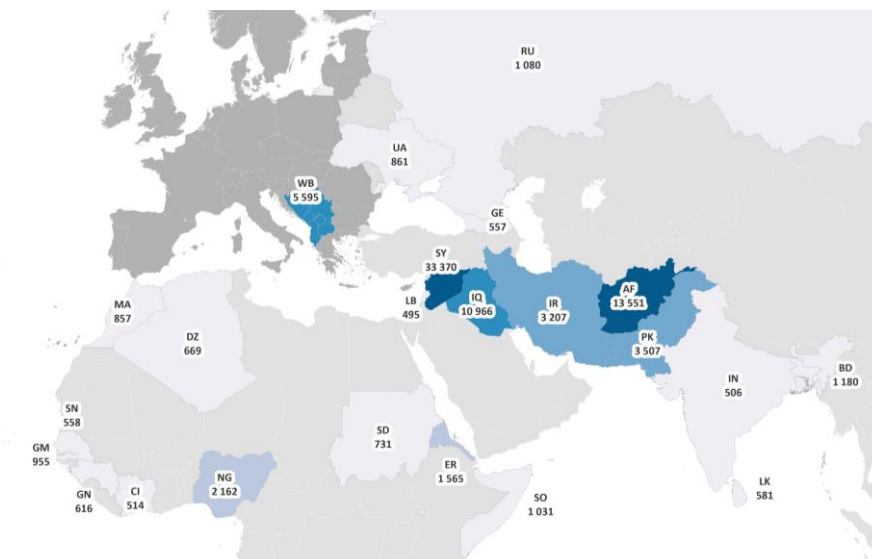 RU
1 080
UA
861
WB
5 595
GE
557
SY
33 370
AF
13 551
LB
495
IQ
10 966
IR
3 207
MA
857
DZ
669
PK
3 507
BD
1 180
IN
506
SN
558
SD
731
GM
955
NG
2 162
ER
1 565
GN
616
CI
514
SO
1 031
LK
581